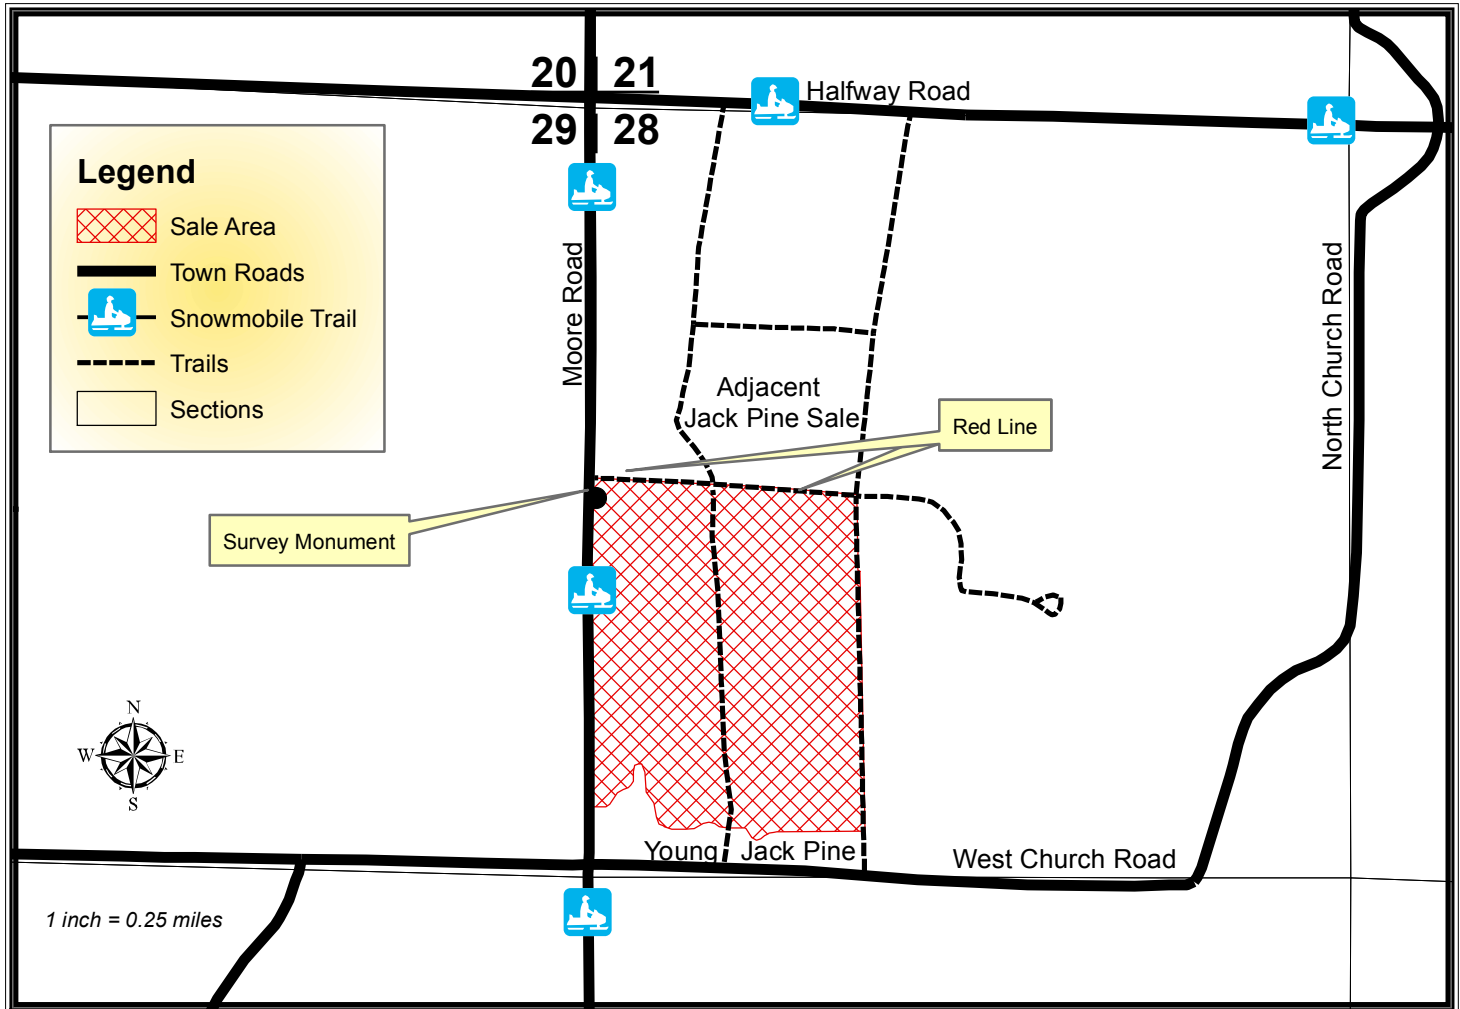 20 21
Halfway Road
29 28
Legend
Sale Area
Town Roads
Snowmobile Trail
Trails
Sections
Moore Road
North Church Road
Adjacent
Jack Pine Sale
Red Line
Survey Monument
N
W E
S
Young Jack Pine
West Church Road
1 inch = 0.25 miles